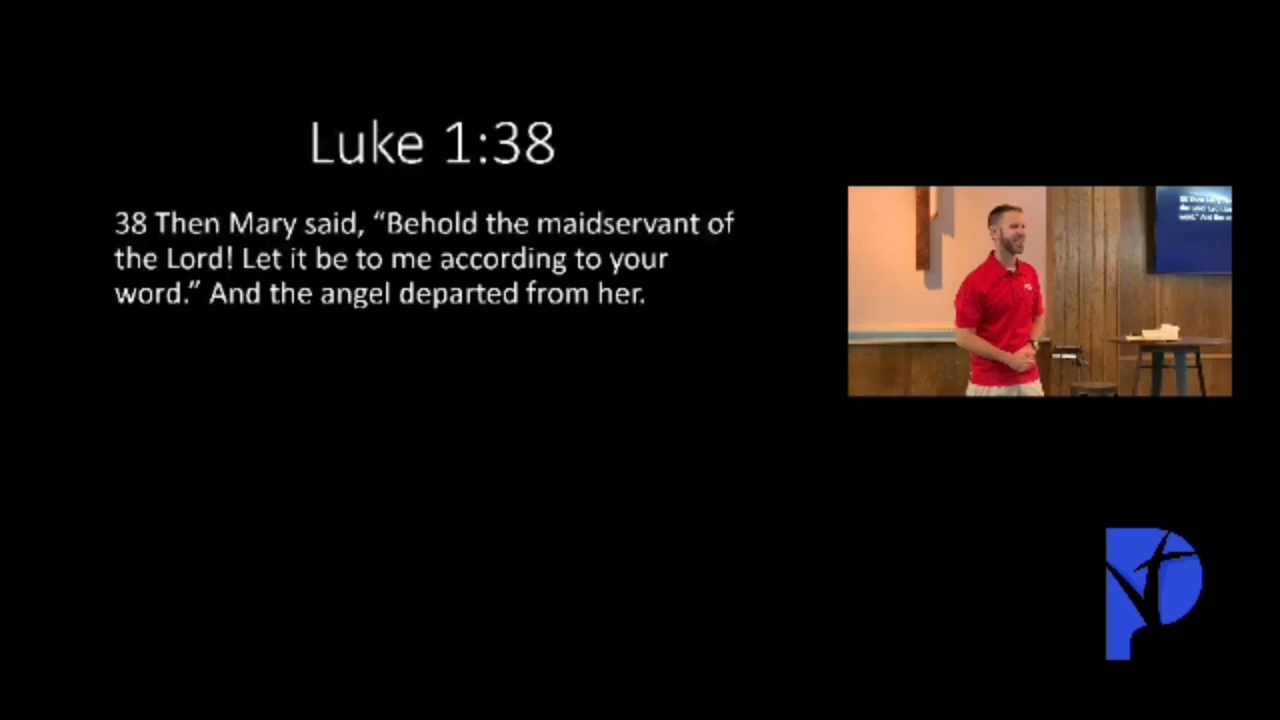 Luke 1:38
38 Then Mary said, “Behold the maidservant of
the Lord! Let it be to me according to your
word.” And the angel departed from her.